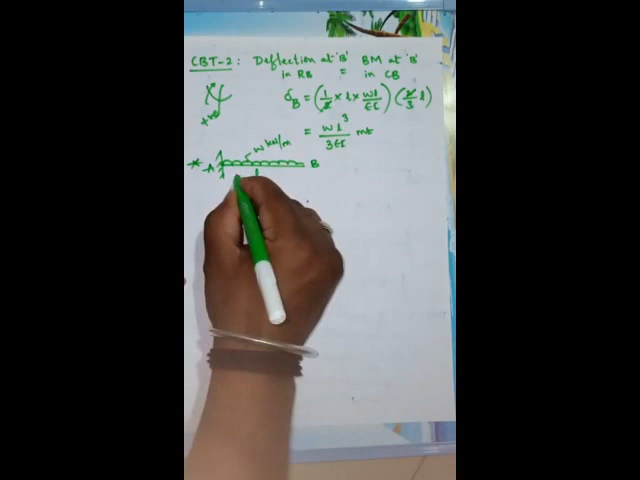 CBT-2: Deflection at 'B' BM at 'B'
in RB = in CB
δB = (1/2 × l × wl/EI) (2/3 l)
= wl³/3EI mt
w kN/m
A B
l